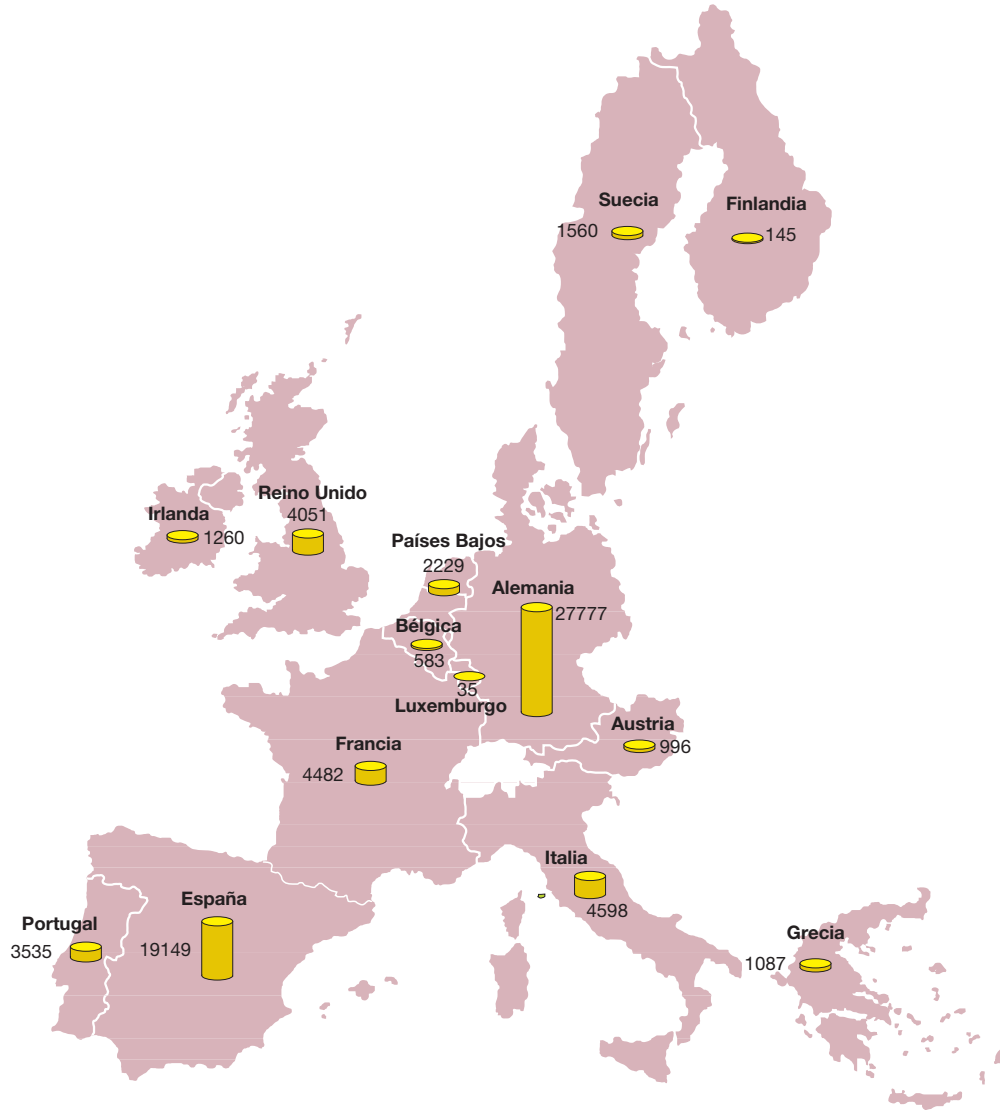 Suecia
1560
Finlandia
145
Reino Unido
4051
Irlanda
1260
Países Bajos
2229
Alemania
27777
Bélgica
583
35
Luxemburgo
Austria
996
Francia
4482
Italia
4598
España
19149
Portugal
3535
Grecia
1087